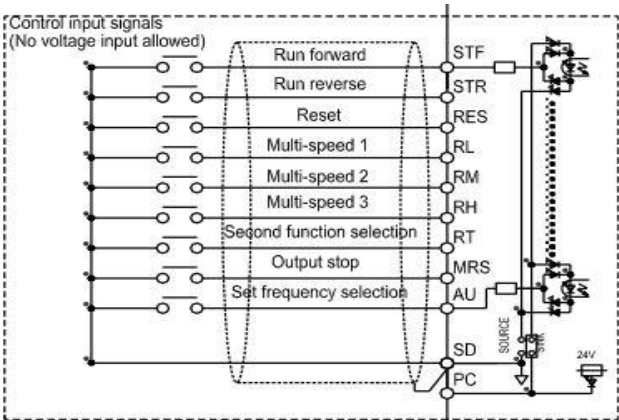 Control input signals
(No voltage input allowed)
Run forward
STF
Run reverse
STR
Reset
RES
Multi-speed 1
RL
Multi-speed 2
RM
Multi-speed 3
RH
Second function selection
RT
Output stop
MRS
Set frequency selection
AU
SOURCE
SINK
SD
24V
PC